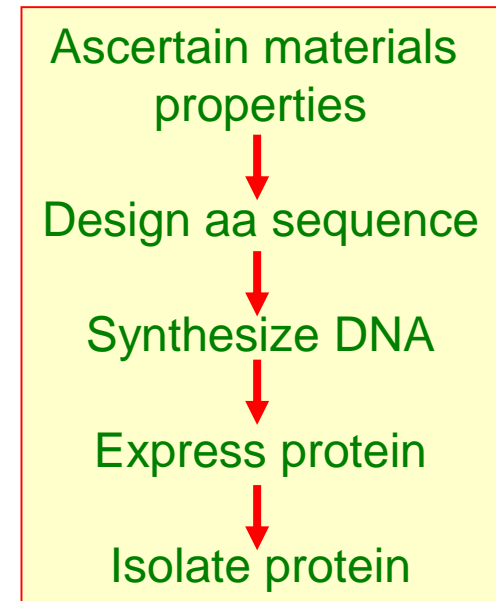 Ascertain materials
properties
Design aa sequence
Synthesize DNA
Express protein
Isolate protein